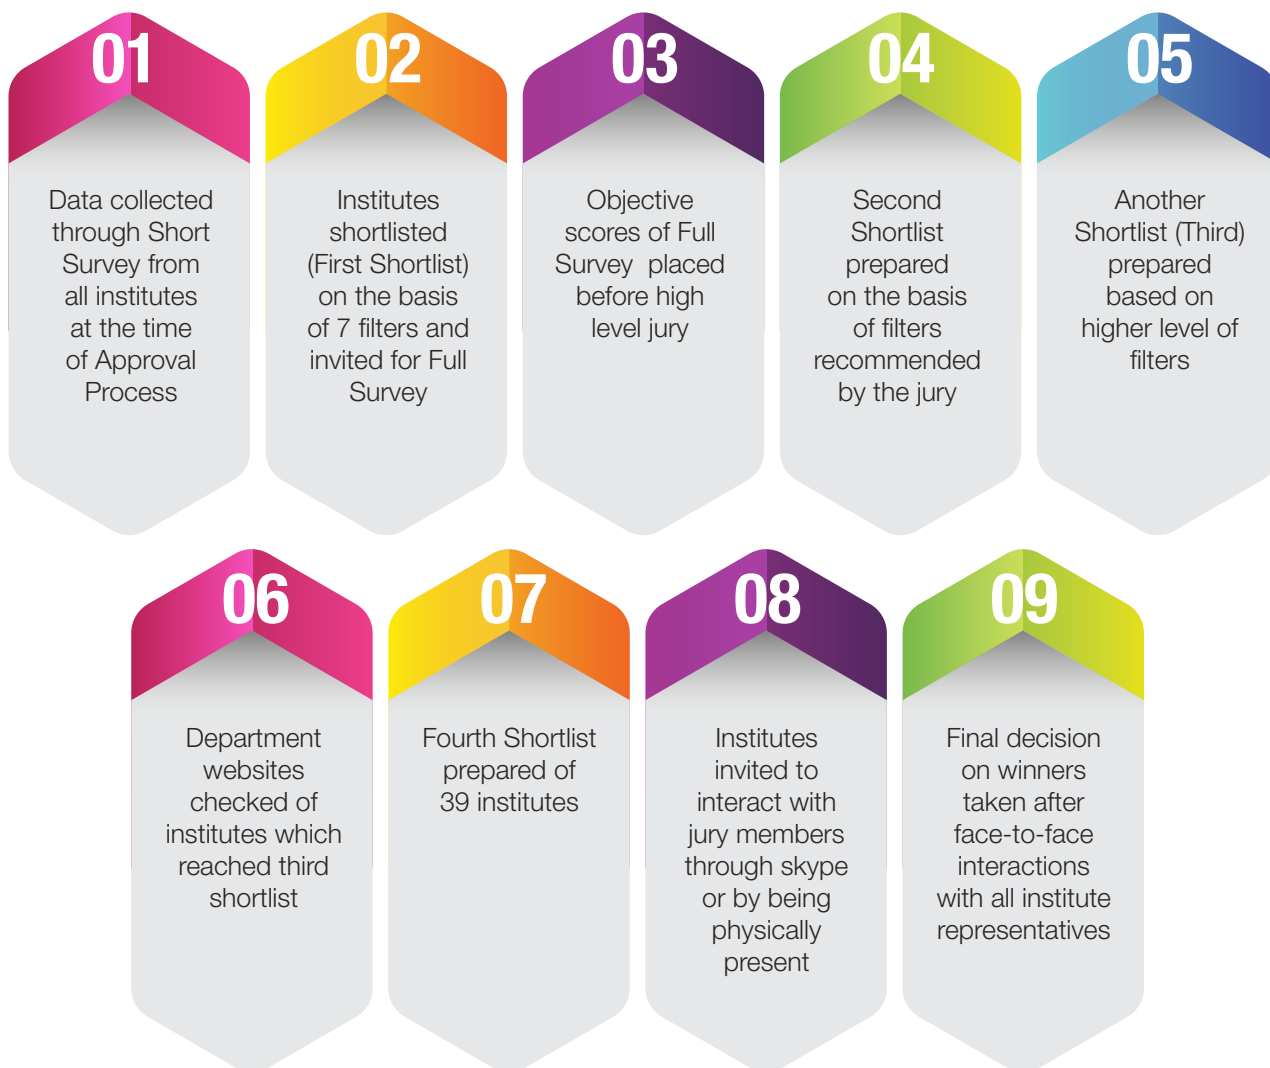 01
Data collected
through Short
Survey from
all institutes
at the time
of Approval
Process
02
Institutes
shortlisted
(First Shortlist)
on the basis
of 7 filters and
invited for Full
Survey
03
Objective
scores of Full
Survey  placed
before high
level jury
04
Second
Shortlist
prepared
on the basis
of filters
recommended
by the jury
05
Another
Shortlist (Third)
prepared
based on
higher level of
filters
06
Department
websites
checked of
institutes which
reached third
shortlist
07
Fourth Shortlist
prepared of
39 institutes
08
Institutes
invited to
interact with
jury members
through skype
or by being
physically
present
09
Final decision
on winners
taken after
face-to-face
interactions
with all institute
representatives